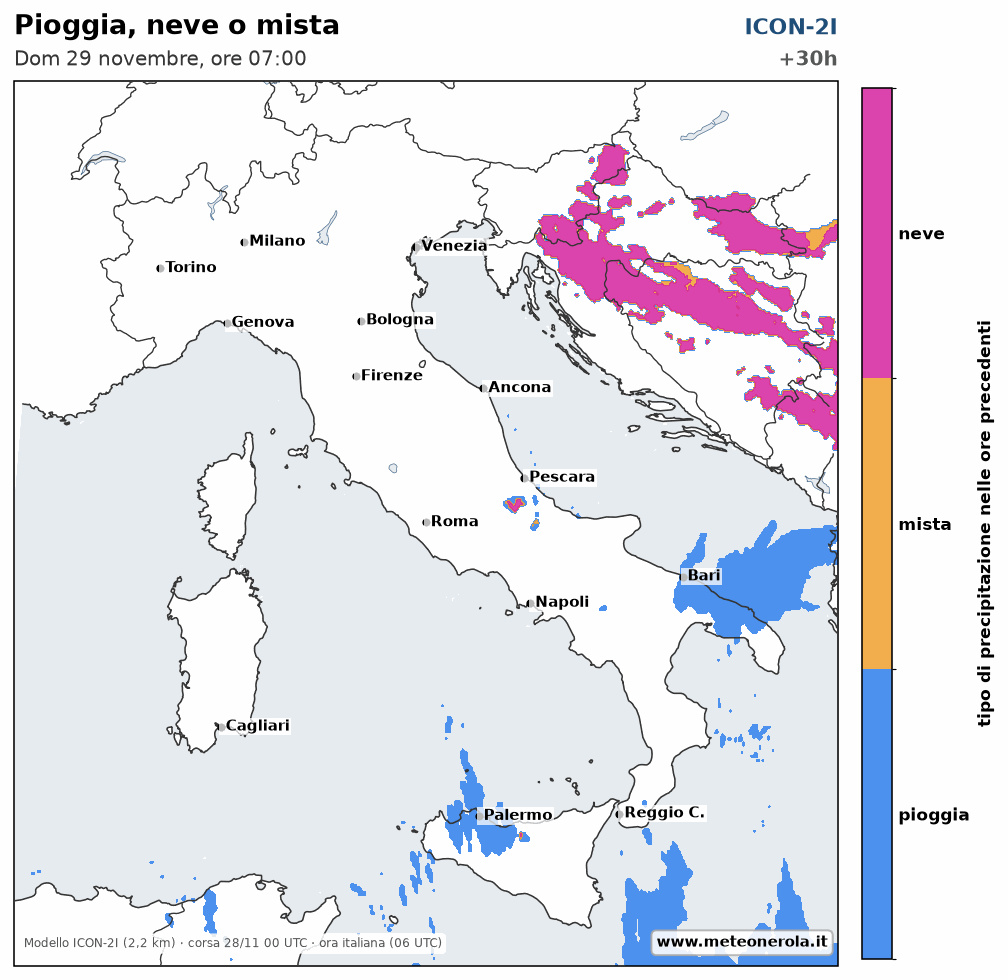 Pioggia, neve o mista
ICON-2I
Dom 29 novembre, ore 07:00
+30h
neve
Milano
Venezia
Torino
Genova
Bologna
Firenze
Ancona
Pescara
Roma
mista
Bari
Napoli
Cagliari
Palermo
Reggio C.
pioggia
tipo di precipitazione nelle ore precedenti
Modello ICON-2I (2,2 km) · corsa 28/11 00 UTC · ora italiana (06 UTC)
www.meteonerola.it